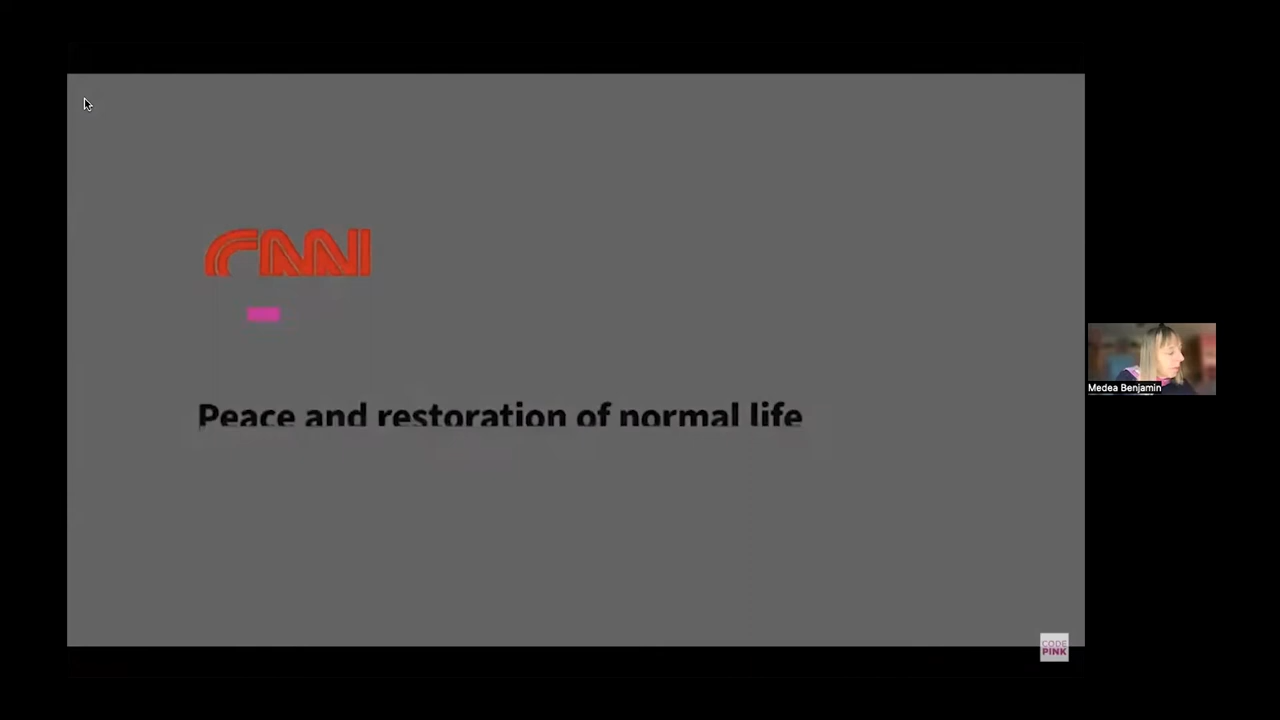 CNN
Peace and restoration of normal life
Medea Benjamin
CODE
PINK